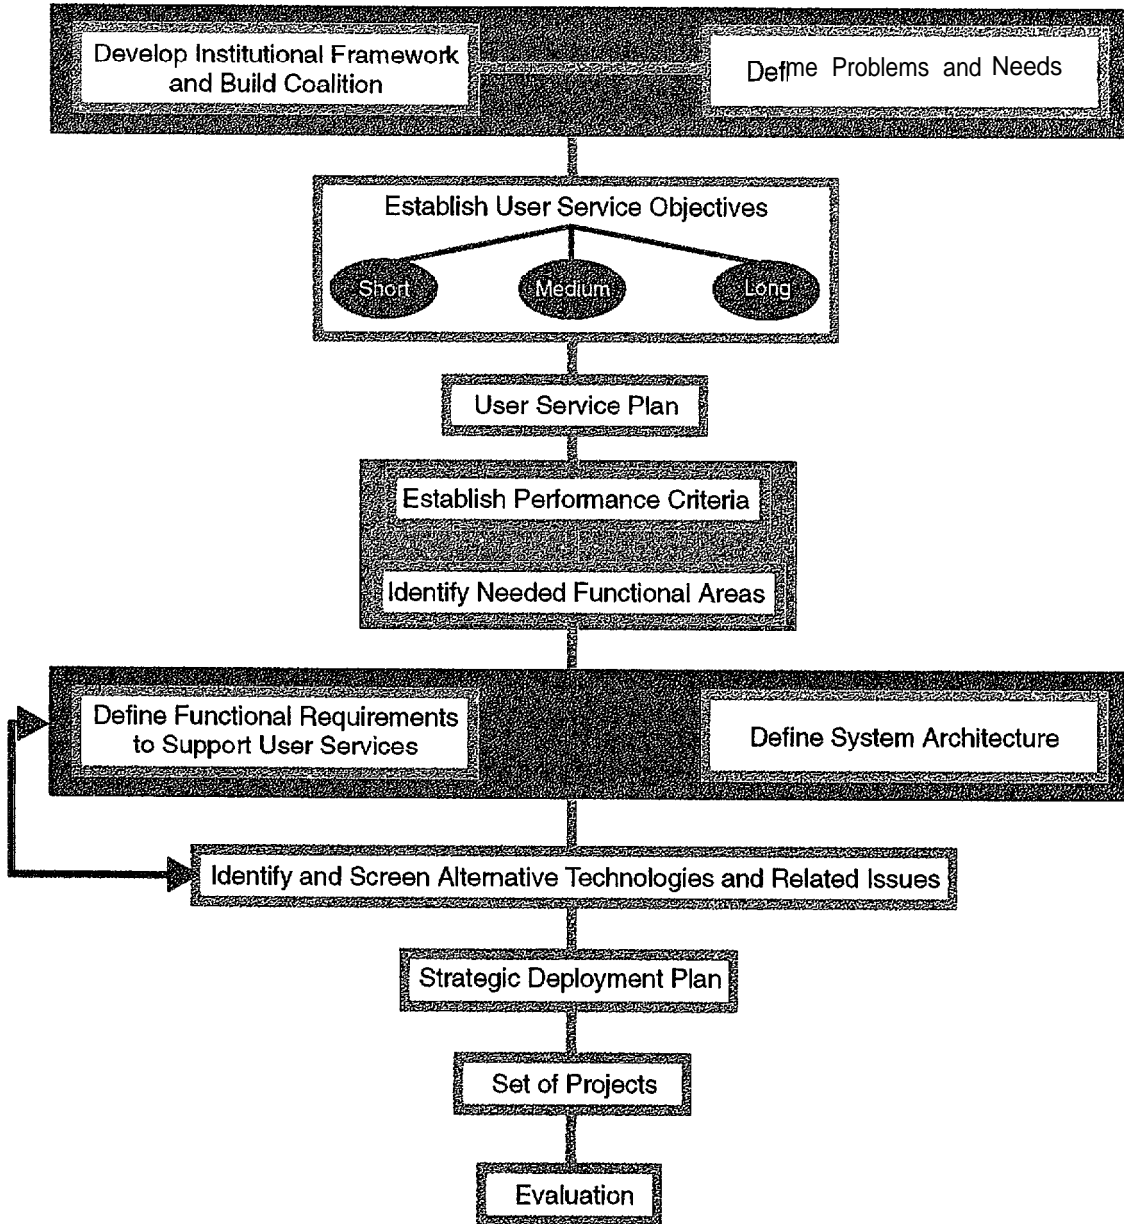 Develop Institutional Framework
and Build Coalition
Defme Problems and Needs
Establish User Service Objectives
Short
Medium
Long
User Service Plan
Establish Performance Criteria
Identify Needed Functional Areas
Define Functional Requirements
to Support User Services
Define System Architecture
Identify and Screen Alternative Technologies and Related Issues
Strategic Deployment Plan
Set of Projects
Evaluation